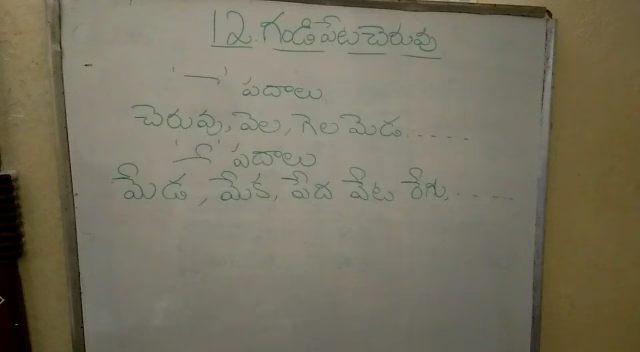 12. గండిపేట చెరువు
'ె' పదాలు
చెరువు, వెల, గెల మెడ .....
'ే' పదాలు
మేడ, మేక, పేద వేట రేగు, .....